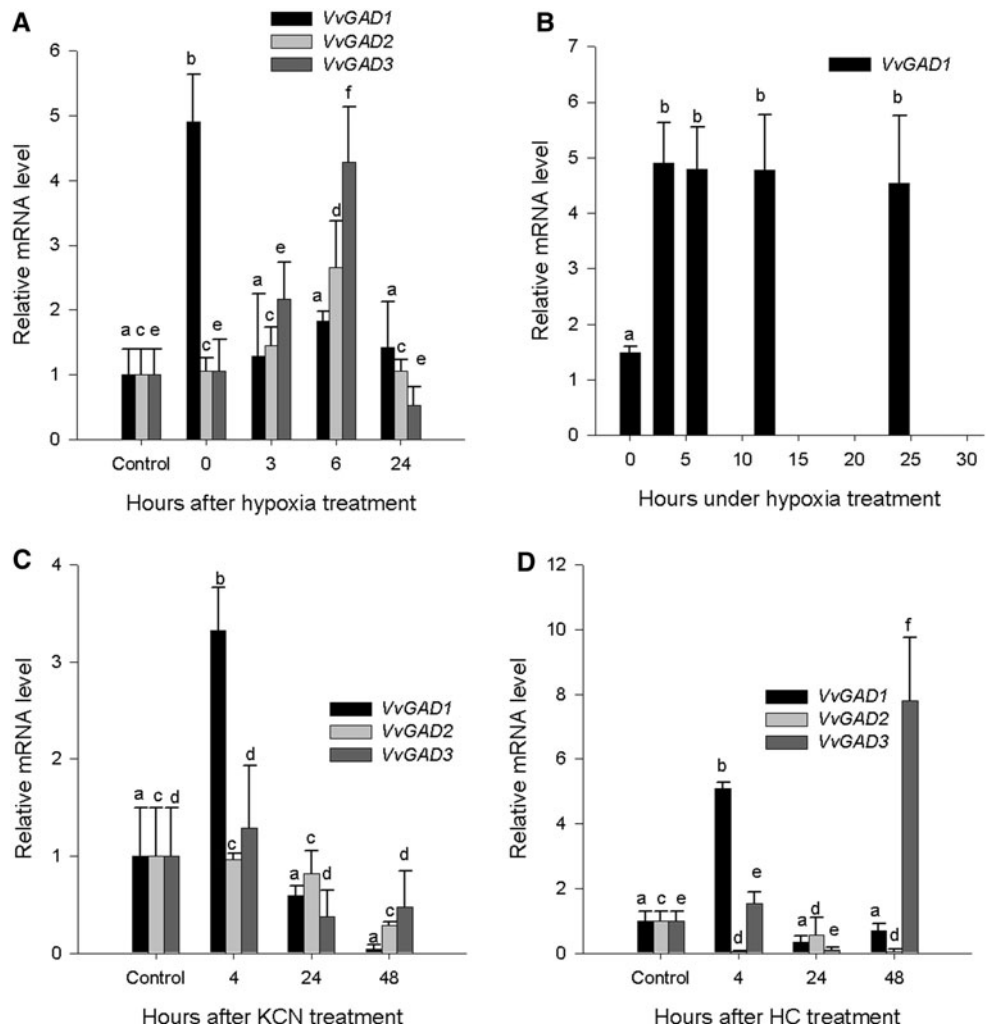 A
VvGAD1
VvGAD2
VvGAD3
Relative mRNA level
6
5
4
3
2
1
0
a c e
b
c
e
a
c
e
a
d
f
a
c
e
Control 0 3 6 24
Hours after hypoxia treatment
B
VvGAD1
Relative mRNA level
7
6
5
4
3
2
1
0
a
b
b
b
b
0 5 10 15 20 25 30
Hours under hypoxia treatment
C
VvGAD1
VvGAD2
VvGAD3
Relative mRNA level
4
3
2
1
0
a c d
b
c
d
a
c
d
a
c
d
Control 4 24 48
Hours after KCN treatment
D
VvGAD1
VvGAD2
VvGAD3
Relative mRNA level
12
10
8
6
4
2
0
a c e
b
d
e
a
d
e
a
d
f
Control 4 24 48
Hours after HC treatment